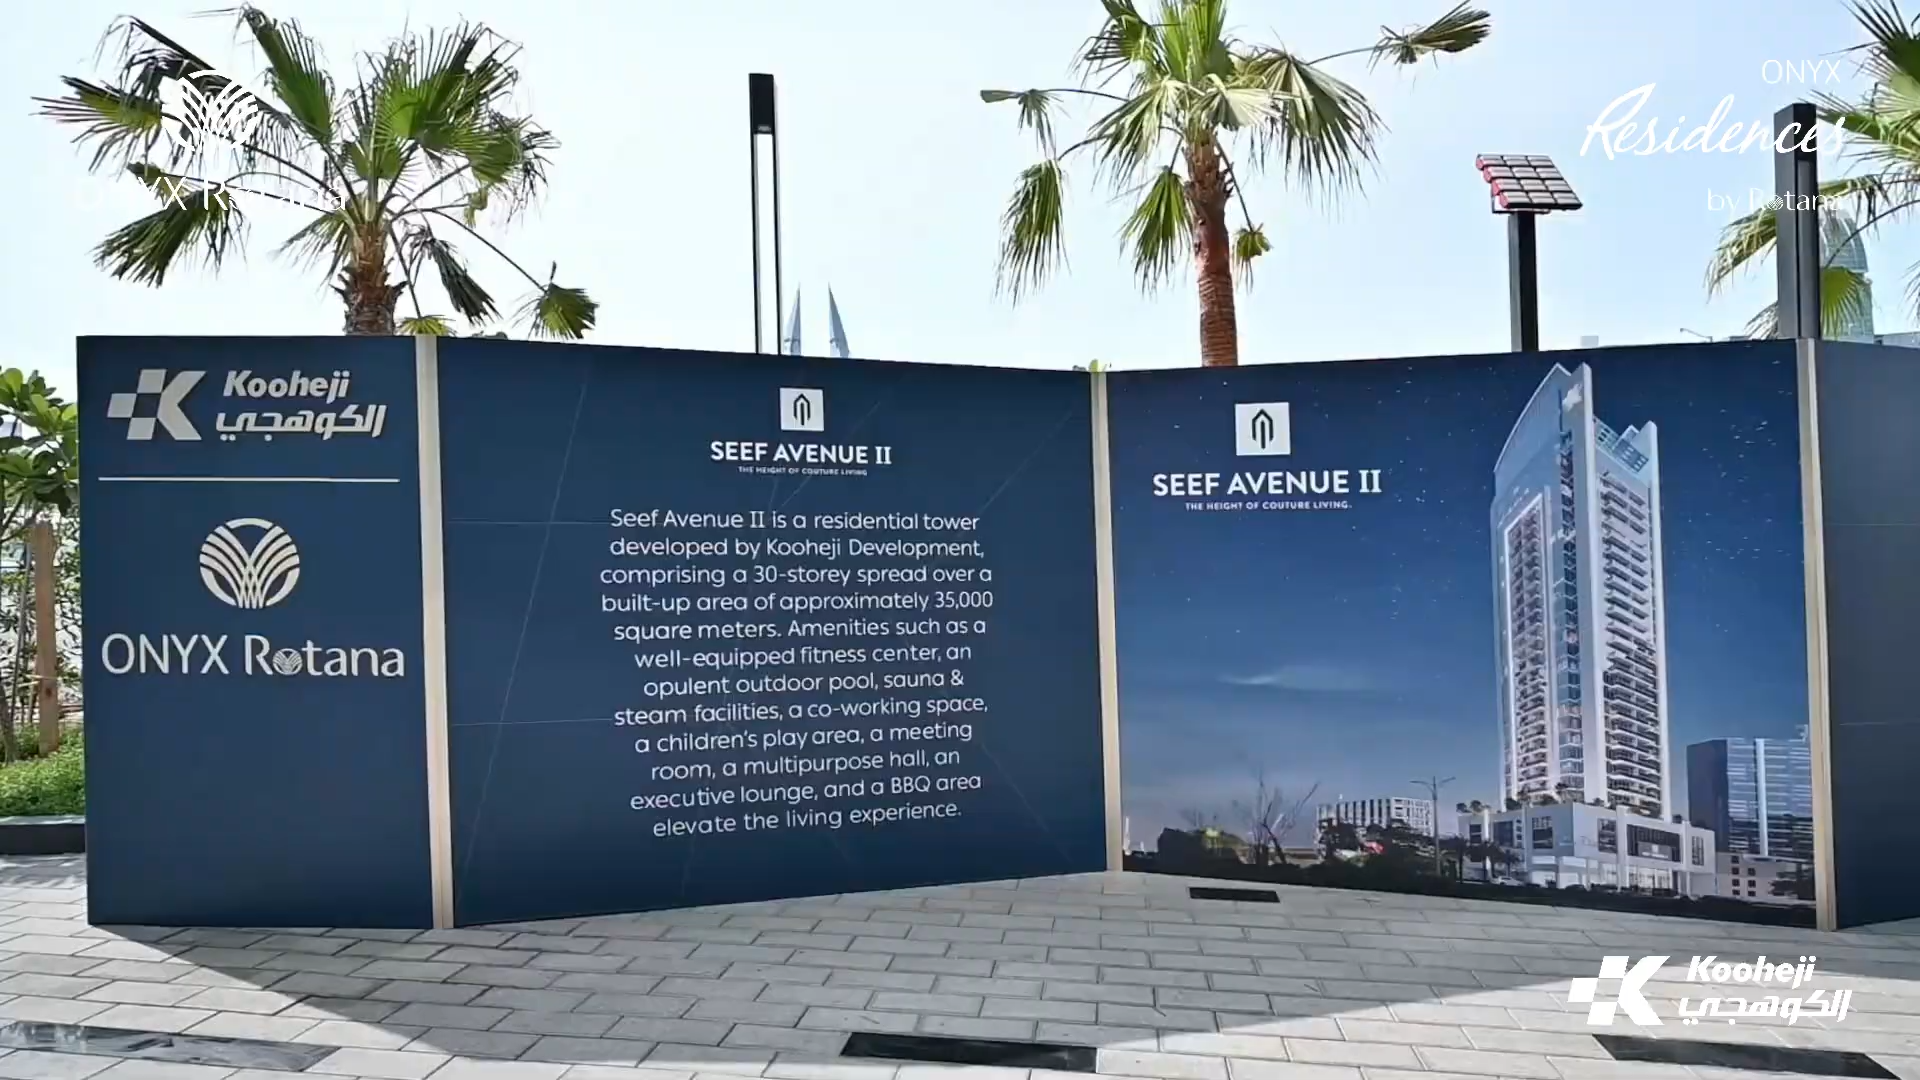 ONYX Rotana
ONYX
Residences
by Rotana
Kooheji
الكوهجي
ONYX Rotana
SEEF AVENUE II
THE HEIGHT OF COUTURE LIVING
Seef Avenue II is a residential tower
developed by Kooheji Development,
comprising a 30-storey spread over a
built-up area of approximately 35,000
square meters. Amenities such as a
well-equipped fitness center, an
opulent outdoor pool, sauna &
steam facilities, a co-working space,
a children's play area, a meeting
room, a multipurpose hall, an
executive lounge, and a BBQ area
elevate the living experience.
SEEF AVENUE II
THE HEIGHT OF COUTURE LIVING.
Kooheji
الكوهجي